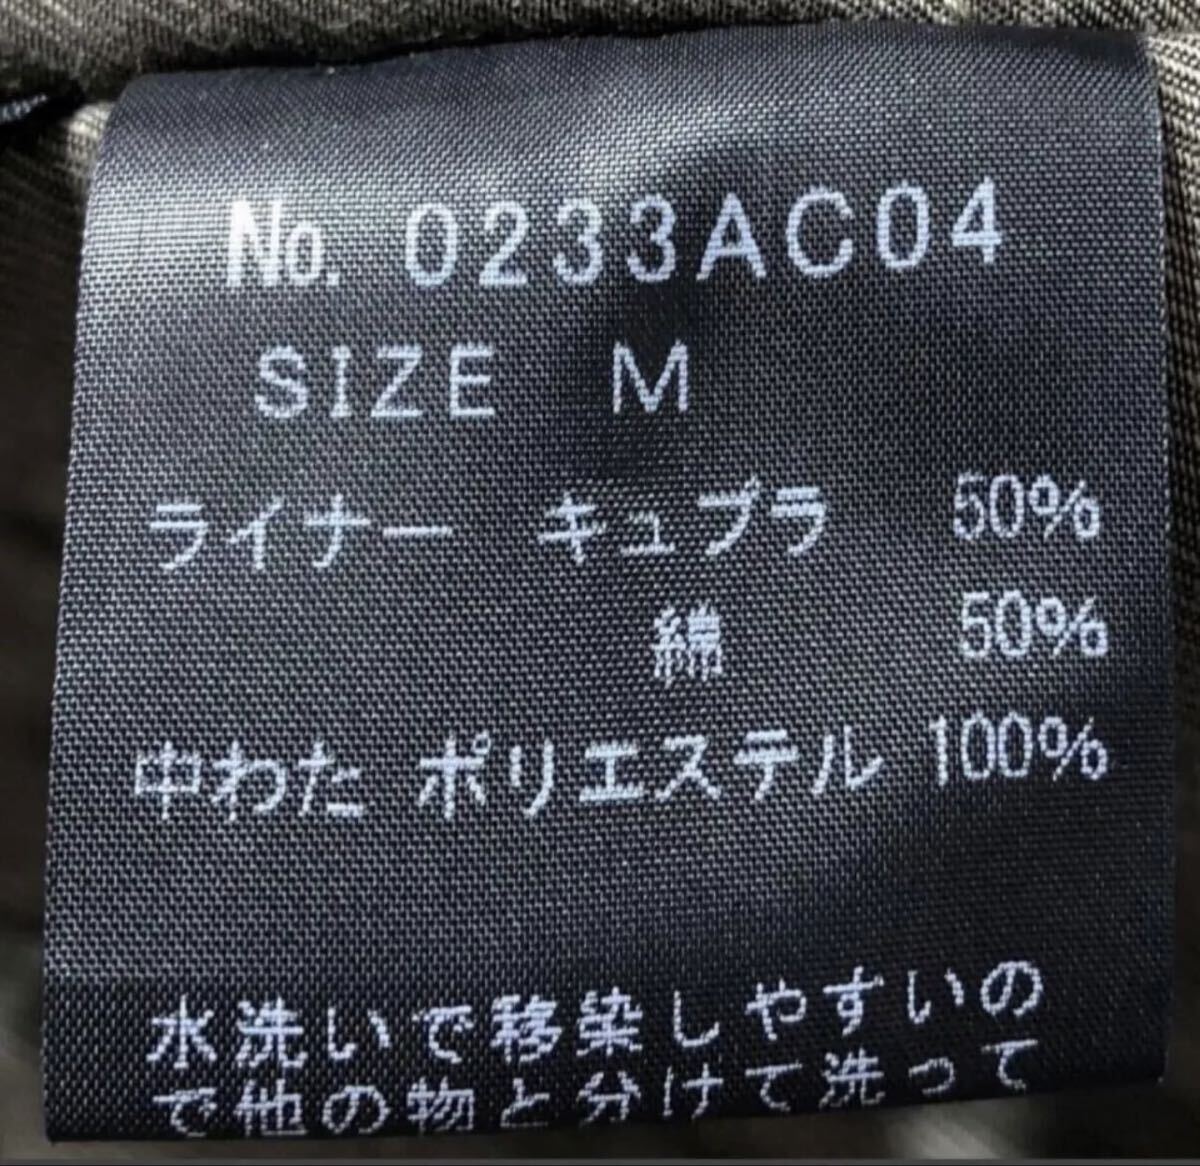 No. 0233AC04
SIZE M
ライナー キュプラ 50%
綿 50%
中わた ポリエステル 100%
水洗いで移染しやすいの
で他の物と分けて洗って